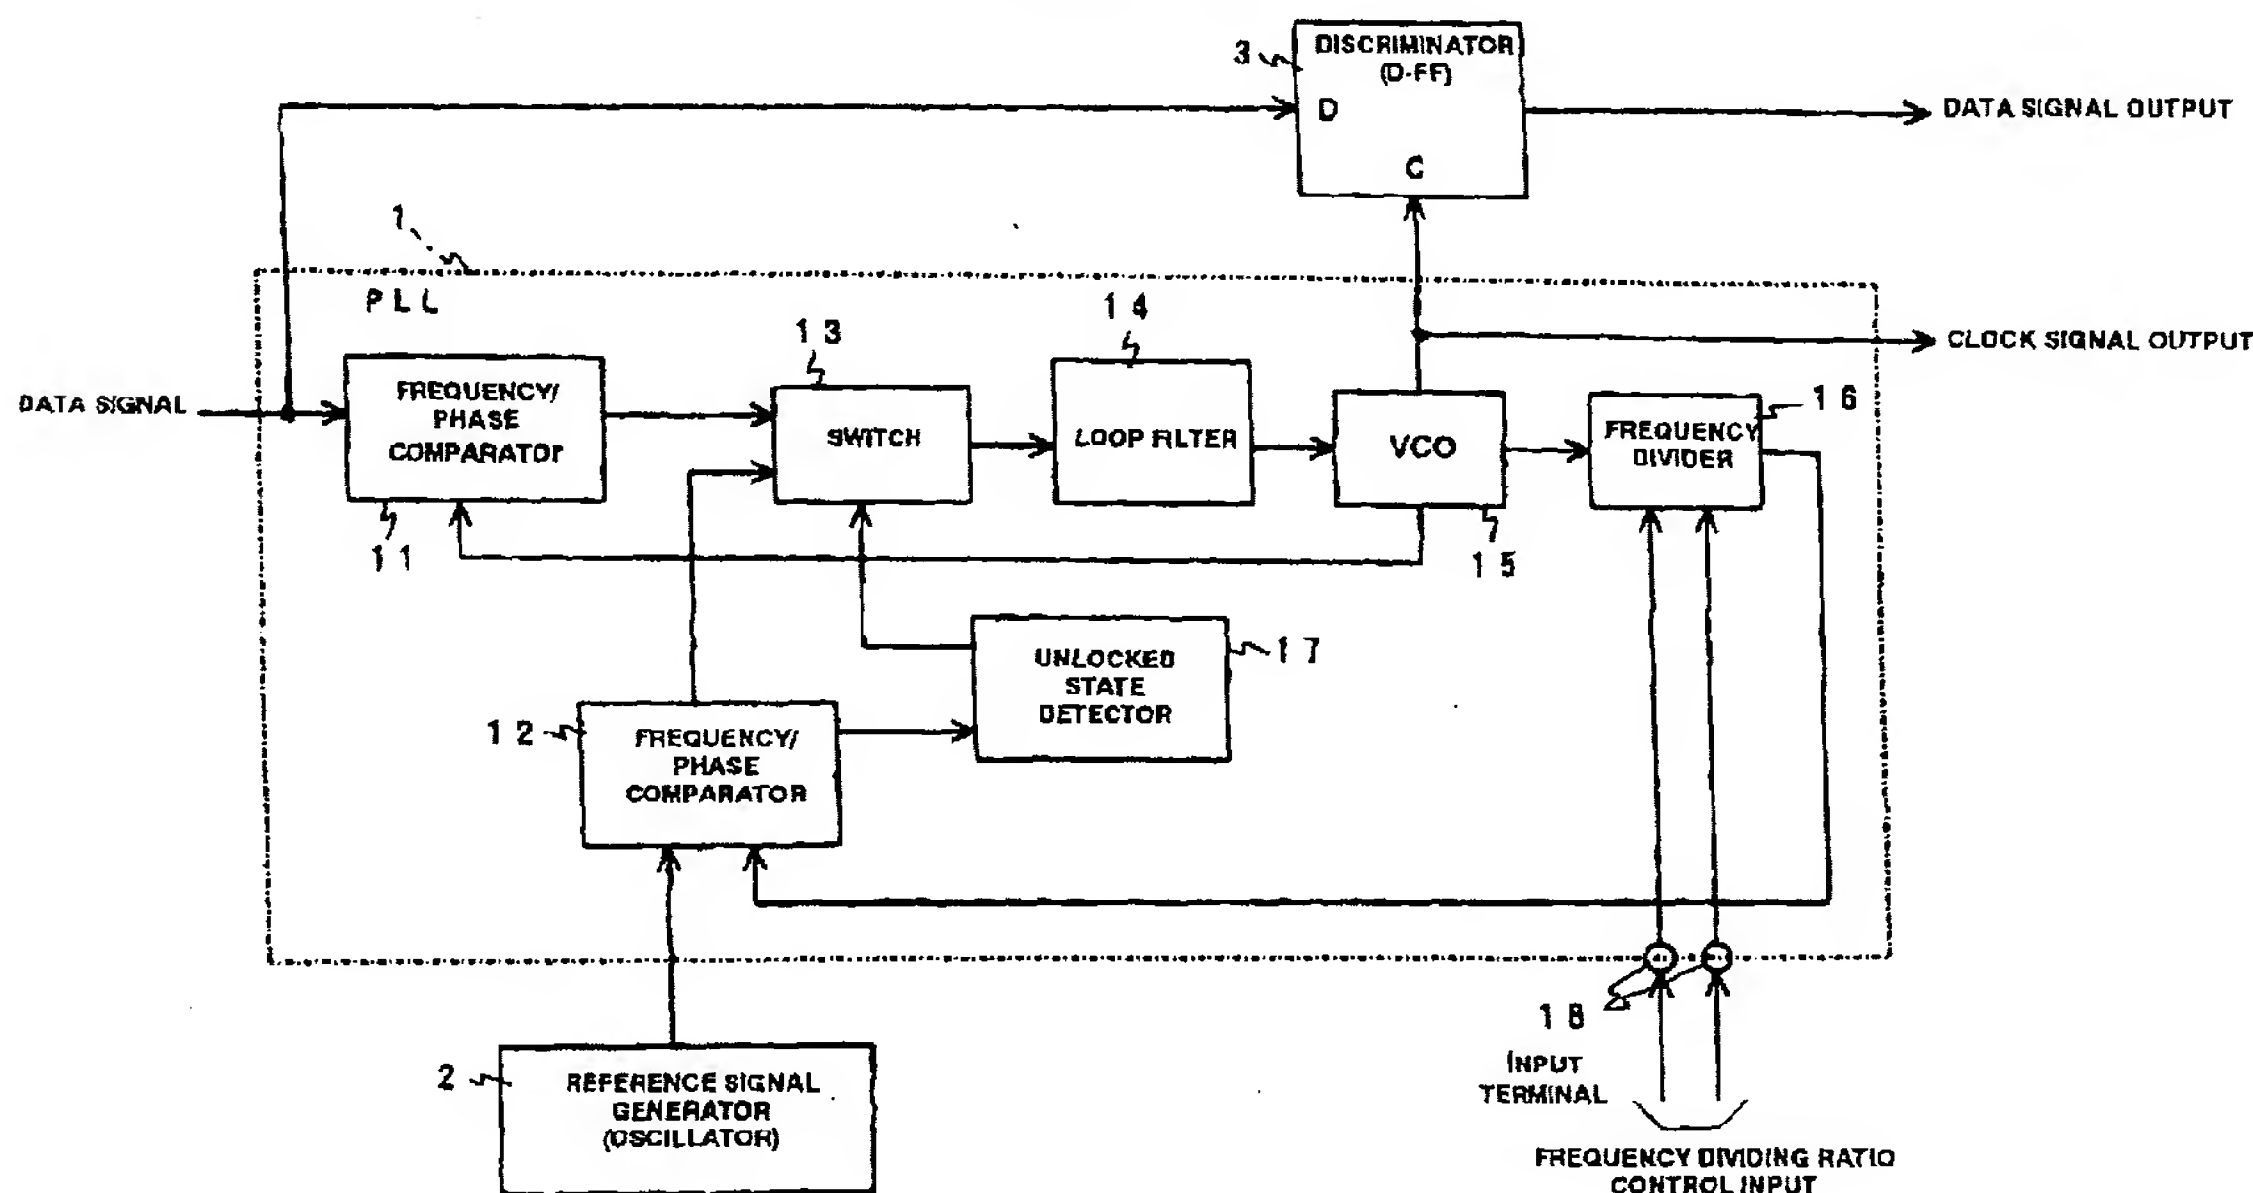 3
DISCRIMINATOR
(D-FF)
D
C
DATA SIGNAL OUTPUT
1
PLL
CLOCK SIGNAL OUTPUT
DATA SIGNAL
FREQUENCY/
PHASE
COMPARATOR
11
13
SWITCH
14
LOOP FILTER
VCO
15
16
FREQUENCY
DIVIDER
UNLOCKED
STATE
DETECTOR
17
12
FREQUENCY/
PHASE
COMPARATOR
18
INPUT
TERMINAL
2
REFERENCE SIGNAL
GENERATOR
(OSCILLATOR)
FREQUENCY DIVIDING RATIO
CONTROL INPUT